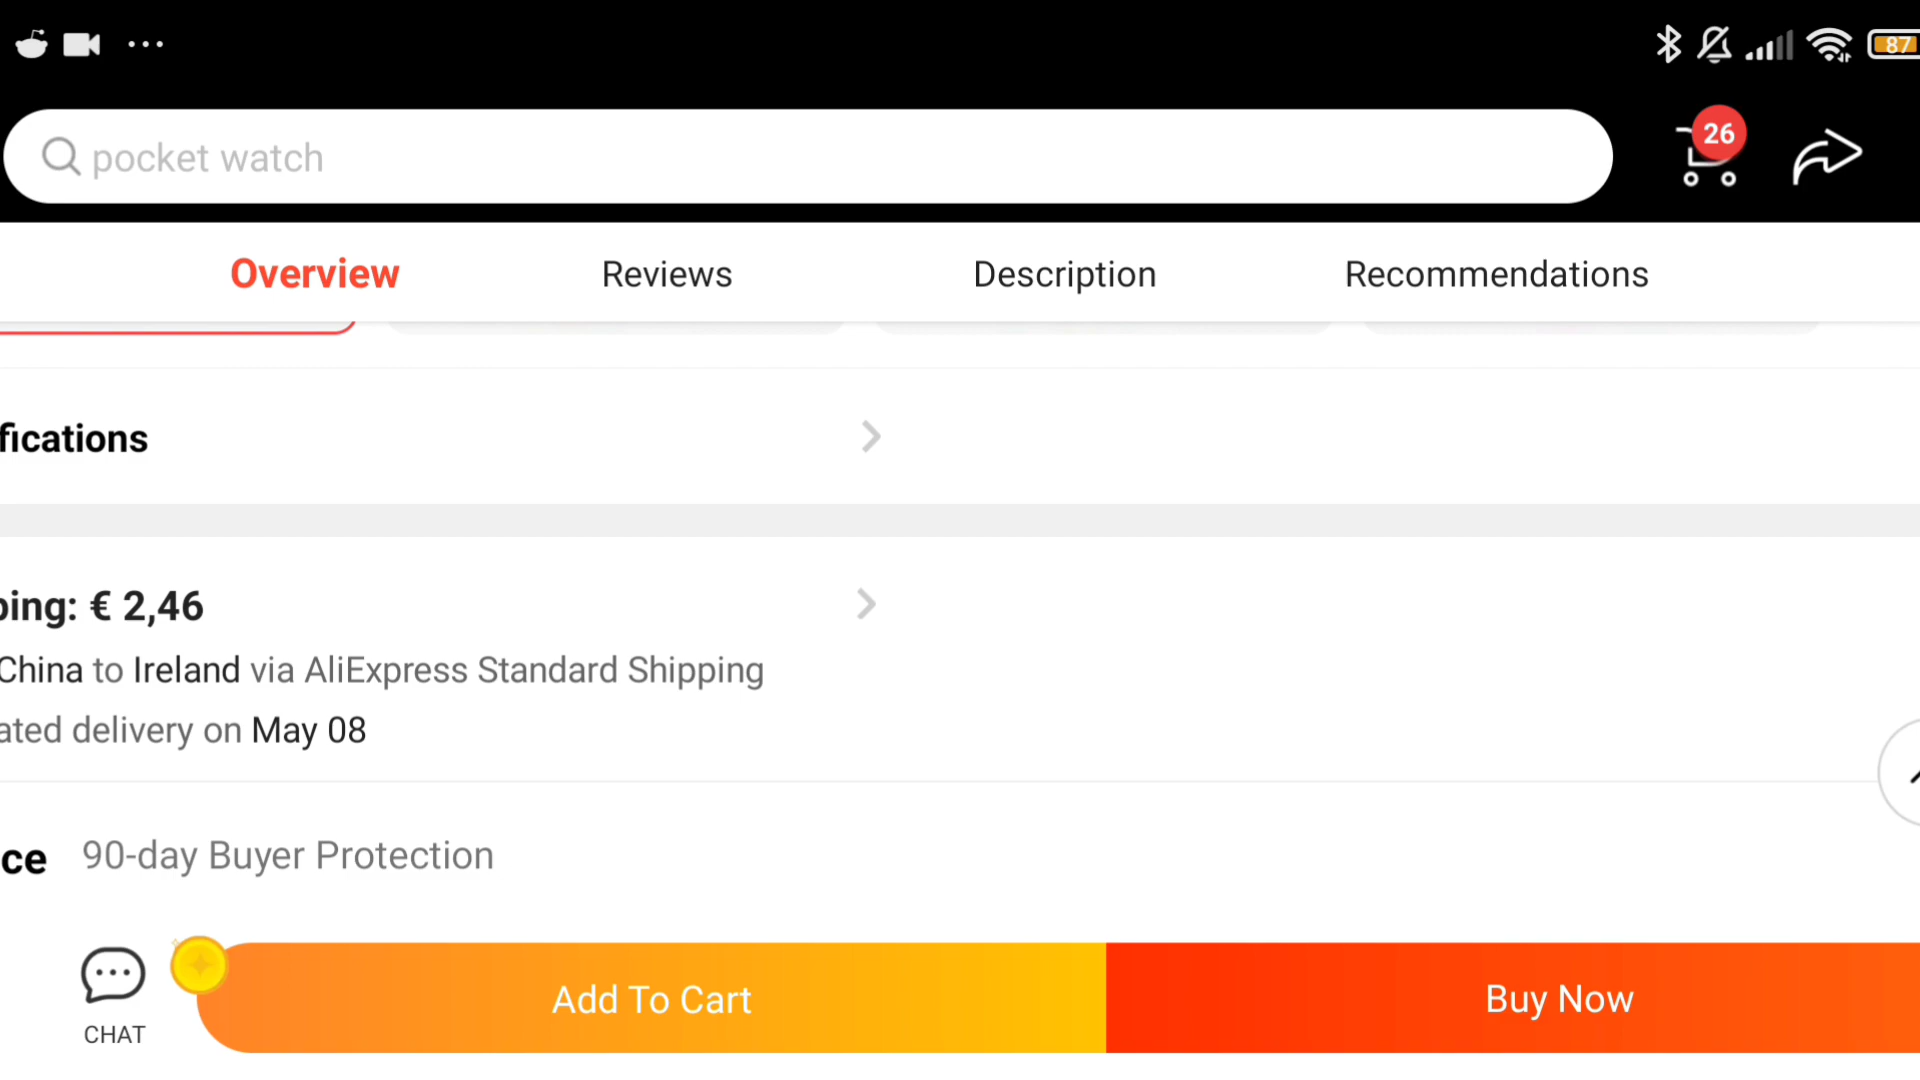 87
pocket watch
26
Overview Reviews Description Recommendations
fications
ping: € 2,46
China to Ireland via AliExpress Standard Shipping
ated delivery on May 08
ce 90-day Buyer Protection
CHAT
Add To Cart
Buy Now